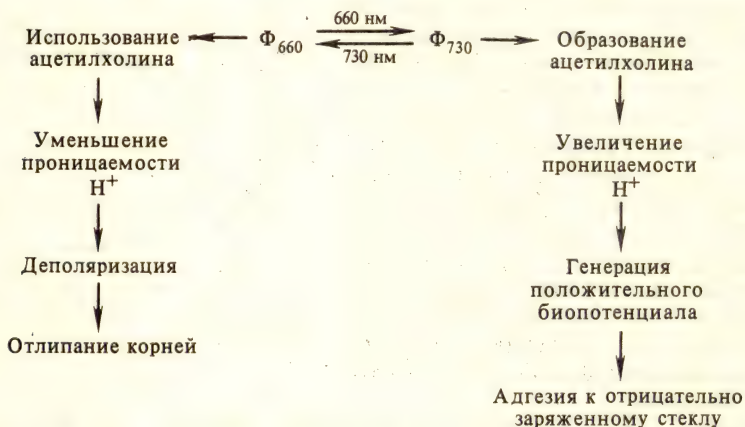 660 нм
Использование
ацетилхолина
Ф660
Ф730
730 нм
Образование
ацетилхолина
Уменьшение
проницаемости
H+
Увеличение
проницаемости
H+
Деполяризация
Генерация
положительного
биопотенциала
Отлипание корней
Адгезия к отрицательно
заряженному стеклу